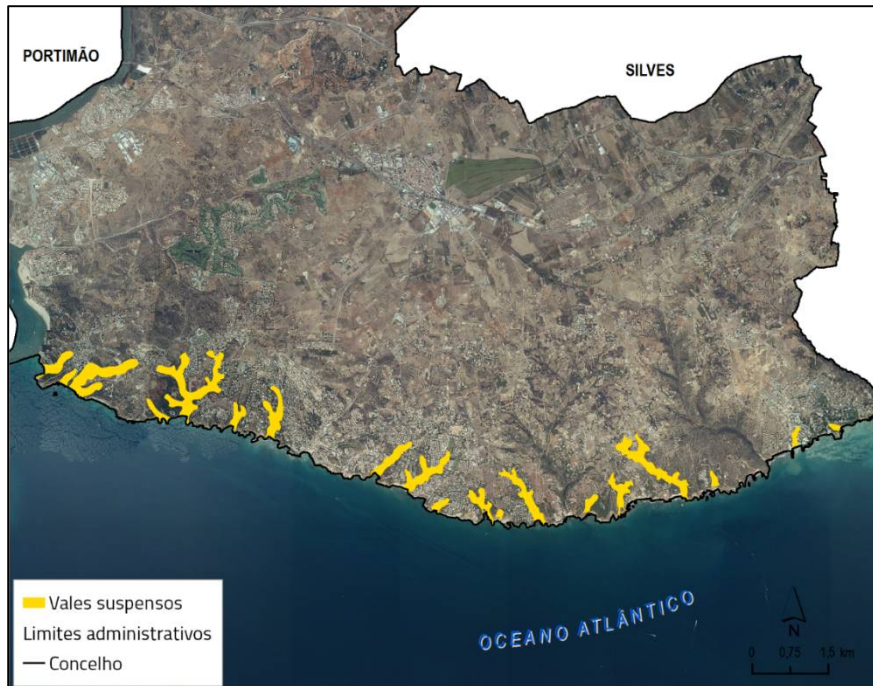 PORTIMÃO
SILVES
Vales suspensos
Limites administrativos
Concelho
OCEANO ATLÂNTICO
N
0 0,75 1,5 km